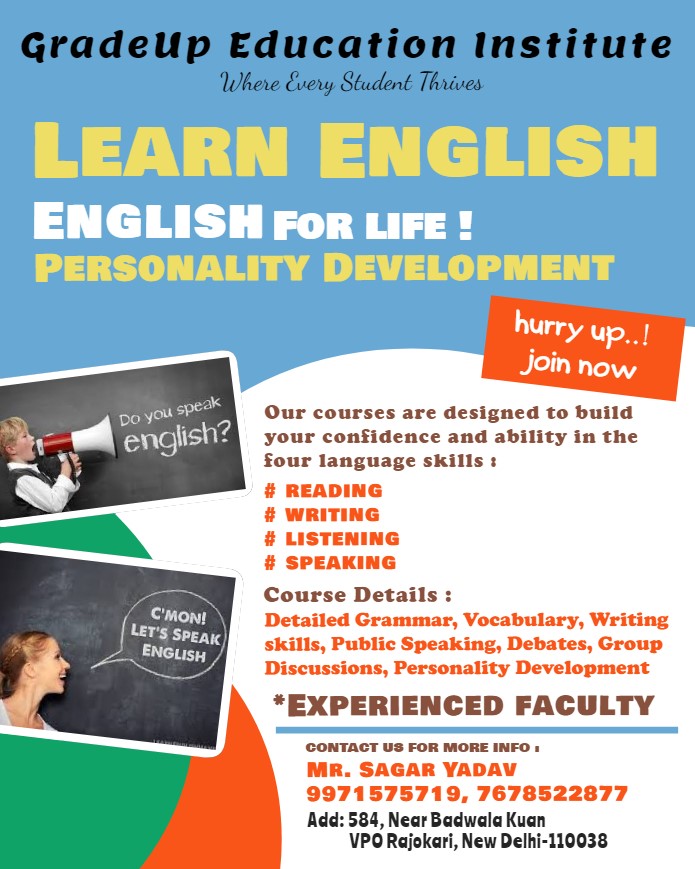 GradeUp Education Institute
Where Every Student Thrives
LEARN ENGLISH
ENGLISH FOR LIFE !
PERSONALITY DEVELOPMENT
hurry up..!
join now
Do you speak
english?
Our courses are designed to build
your confidence and ability in the
four language skills :
# READING
# WRITING
# LISTENING
# SPEAKING
C'MON!
LET'S SPEAK
ENGLISH
Course Details :
Detailed Grammar, Vocabulary, Writing
skills, Public Speaking, Debates, Group
Discussions, Personality Development
*EXPERIENCED FACULTY
CONTACT US FOR MORE INFO :
MR. SAGAR YADAV
9971575719, 7678522877
Add: 584, Near Badwala Kuan
VPO Rajokari, New Delhi-110038